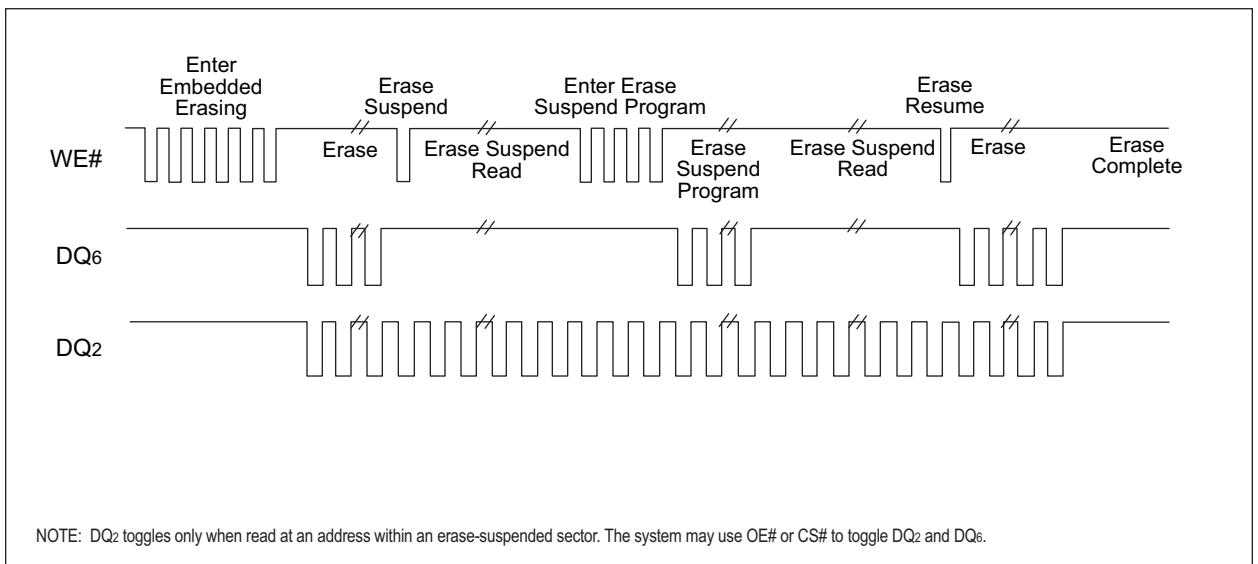 Enter
Embedded
Erasing
Erase
Suspend
Enter Erase
Suspend Program
Erase
Resume
WE#
Erase
Erase Suspend
Read
Erase
Suspend
Program
Erase Suspend
Read
Erase
Erase
Complete
DQ6
DQ2
NOTE: DQ2 toggles only when read at an address within an erase-suspended sector. The system may use OE# or CS# to toggle DQ2 and DQ6.